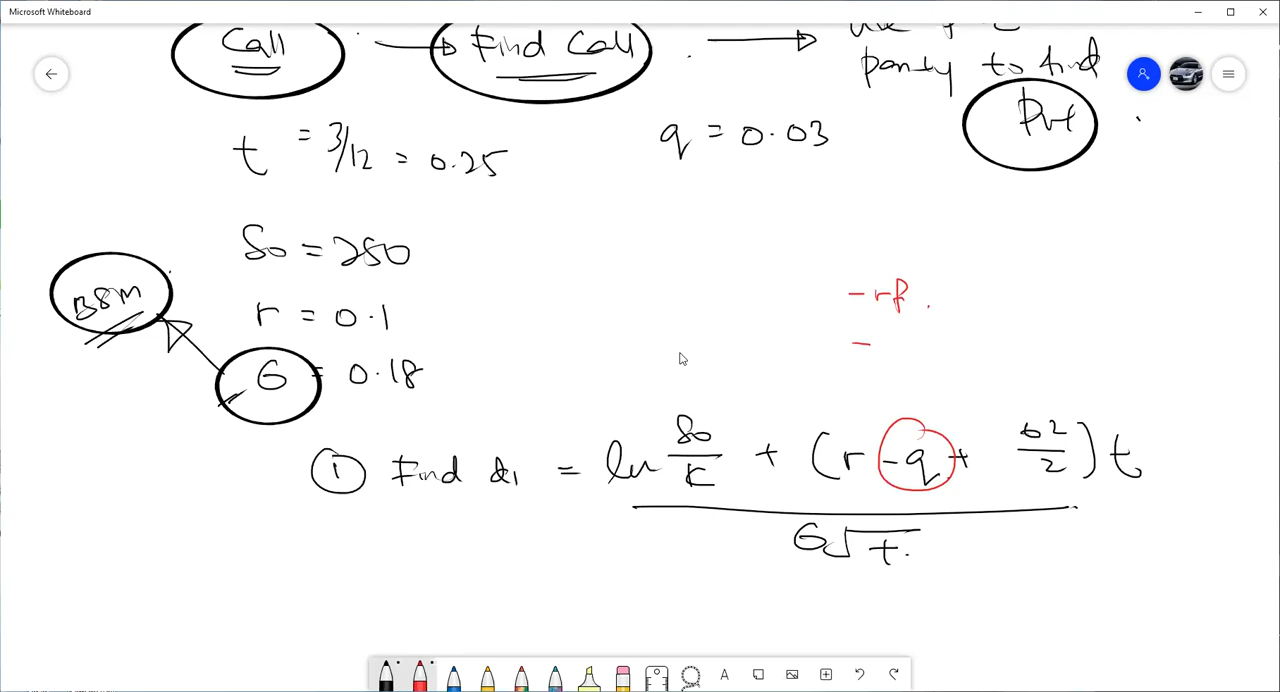 Microsoft Whiteboard
Call → Find Call → use p-c
parity to find
Put
t = 3/12 = 0.25
q = 0.03
S0 = 250
BSM
r = 0.1
σ = 0.18
-rf.
-
① Find d1 = ln S0/K + (r - q + σ2/2) t
σ√t.
A